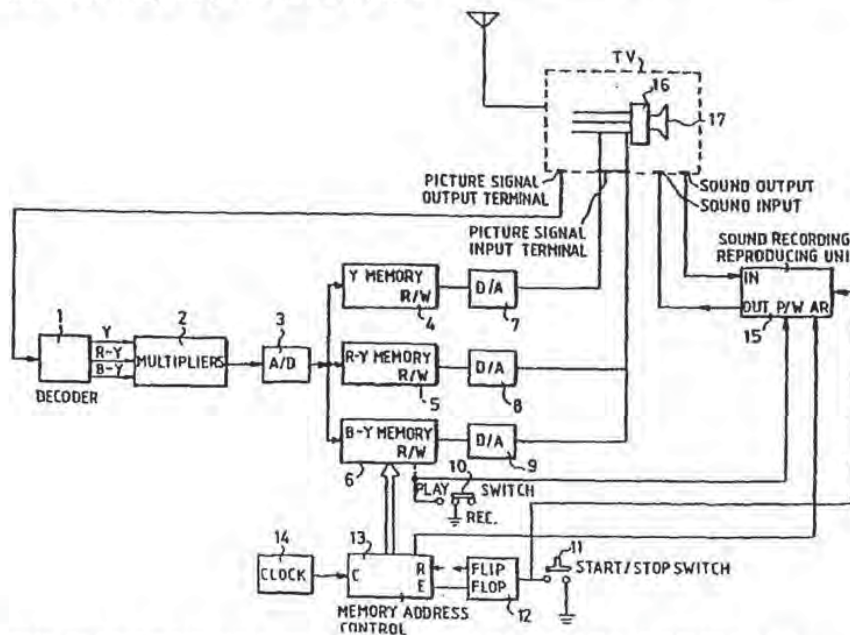 TV
16
17
PICTURE SIGNAL
OUTPUT TERMINAL
SOUND OUTPUT
SOUND INPUT
PICTURE SIGNAL
INPUT TERMINAL
SOUND RECORDING
REPRODUCING UNIT
IN
OUT P/W AR
15
1
Y
R-Y
B-Y
DECODER
2
MULTIPLIERS
3
A/D
Y MEMORY
R/W
4
D/A
7
R-Y MEMORY
R/W
5
D/A
8
B-Y MEMORY
R/W
6
D/A
9
10
PLAY
SWITCH
REC.
14
CLOCK
13
C
R
E
MEMORY ADDRESS
CONTROL
FLIP
FLOP
12
11
START/STOP SWITCH